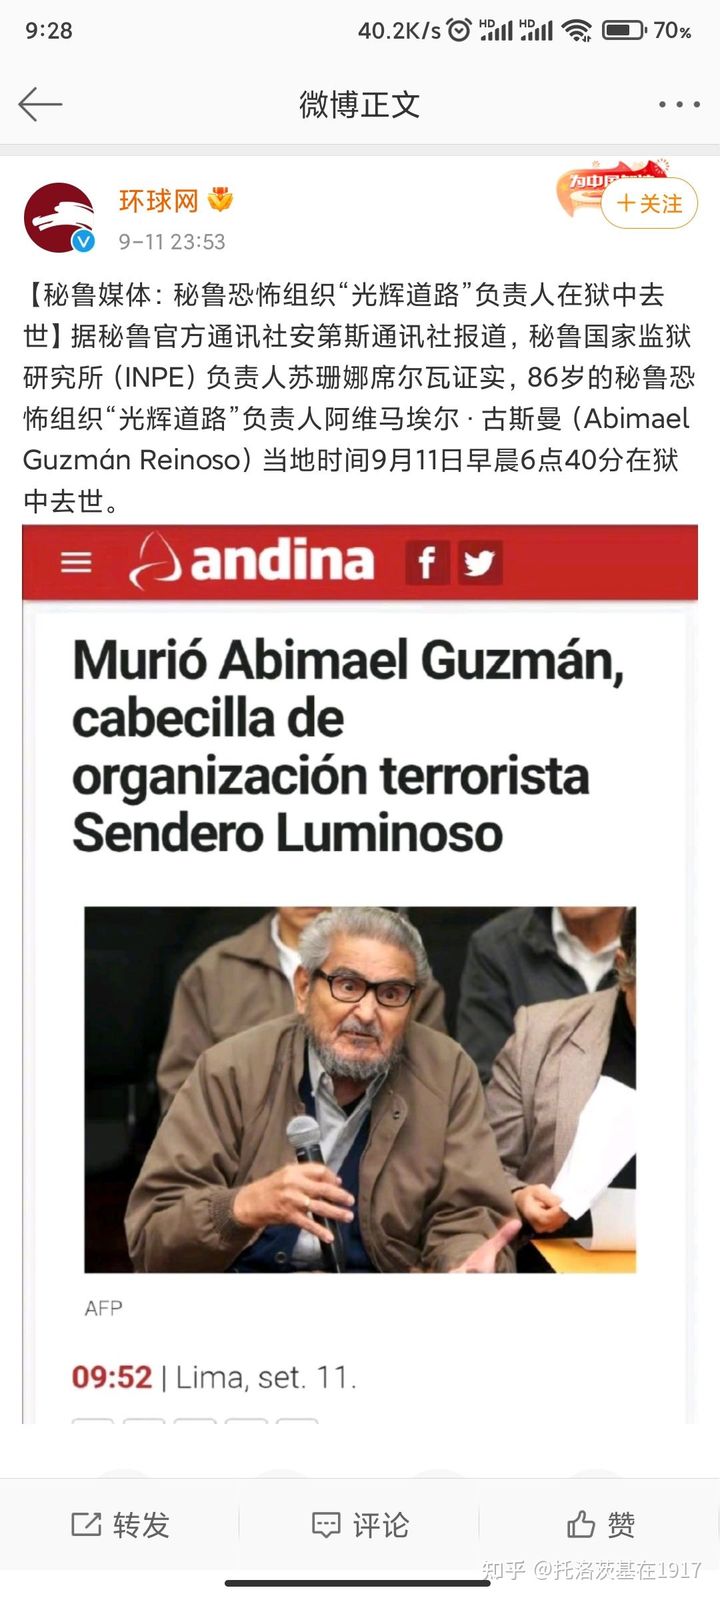 9:28
40.2K/s HD HD 70%
微博正文
环球网
9-11 23:53
为中国
+关注
【秘鲁媒体：秘鲁恐怖组织“光辉道路”负责人在狱中去
世】据秘鲁官方通讯社安第斯通讯社报道，秘鲁国家监狱
研究所（INPE）负责人苏珊娜席尔瓦证实，86岁的秘鲁恐
怖组织“光辉道路”负责人阿维马埃尔·古斯曼（Abimael
Guzmán Reinoso）当地时间9月11日早晨6点40分在狱
中去世。
andina
Murió Abimael Guzmán,
cabecilla de
organización terrorista
Sendero Luminoso
AFP
09:52 | Lima, set. 11.
转发
评论
赞
知乎 @托洛茨基在1917